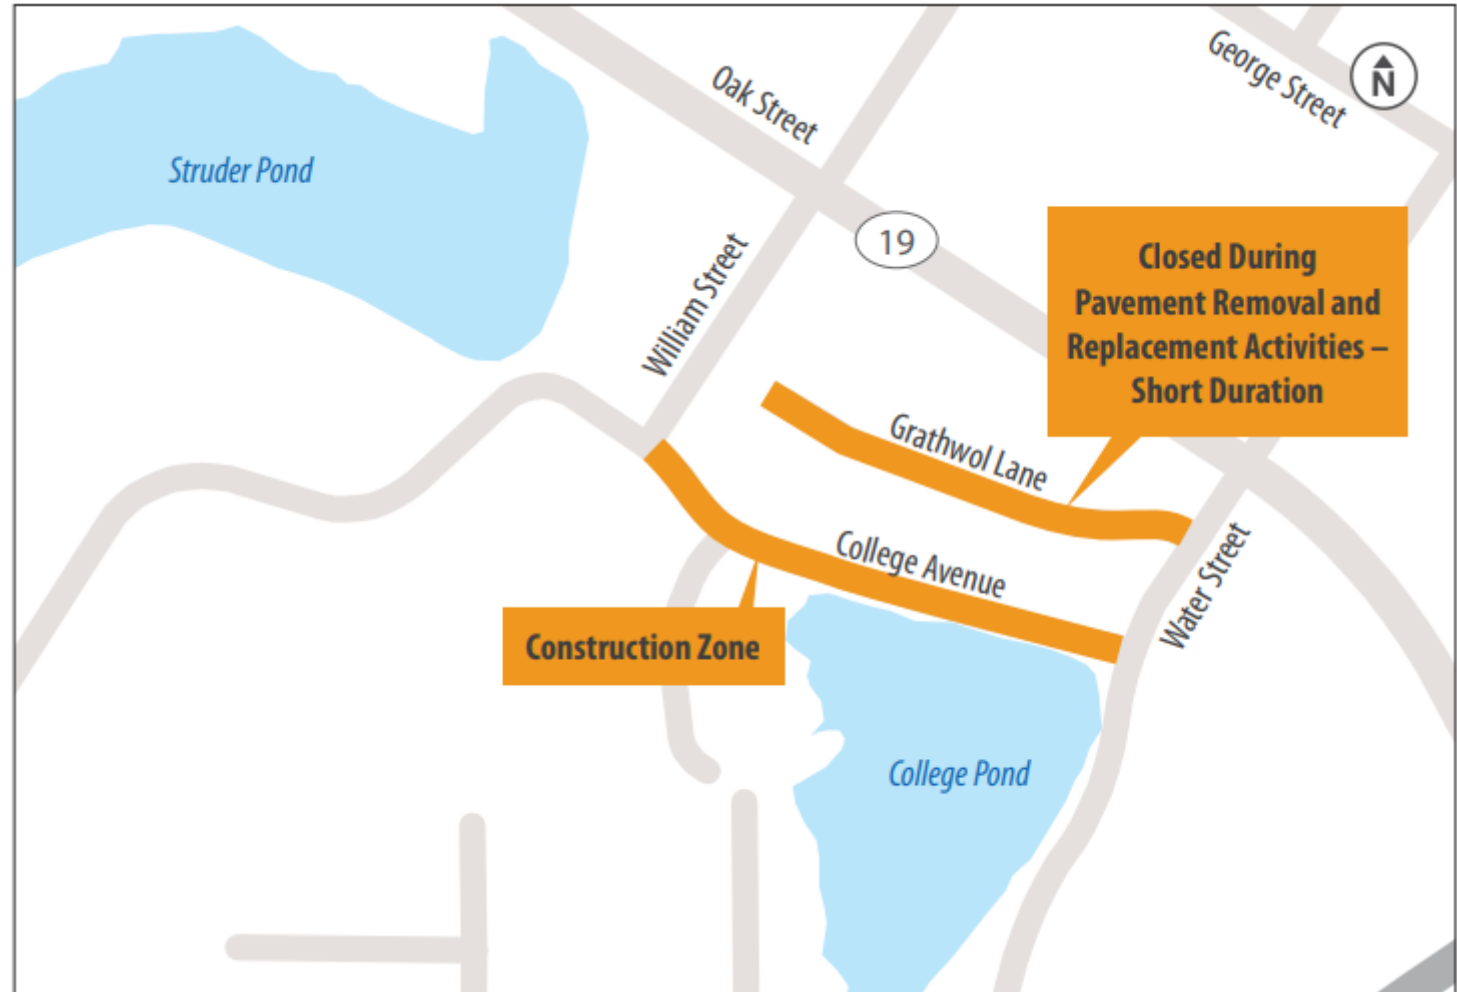 Oak Street
George Street
N
Struder Pond
19
William Street
Closed During
Pavement Removal and
Replacement Activities –
Short Duration
Grathwol Lane
College Avenue
Water Street
Construction Zone
College Pond